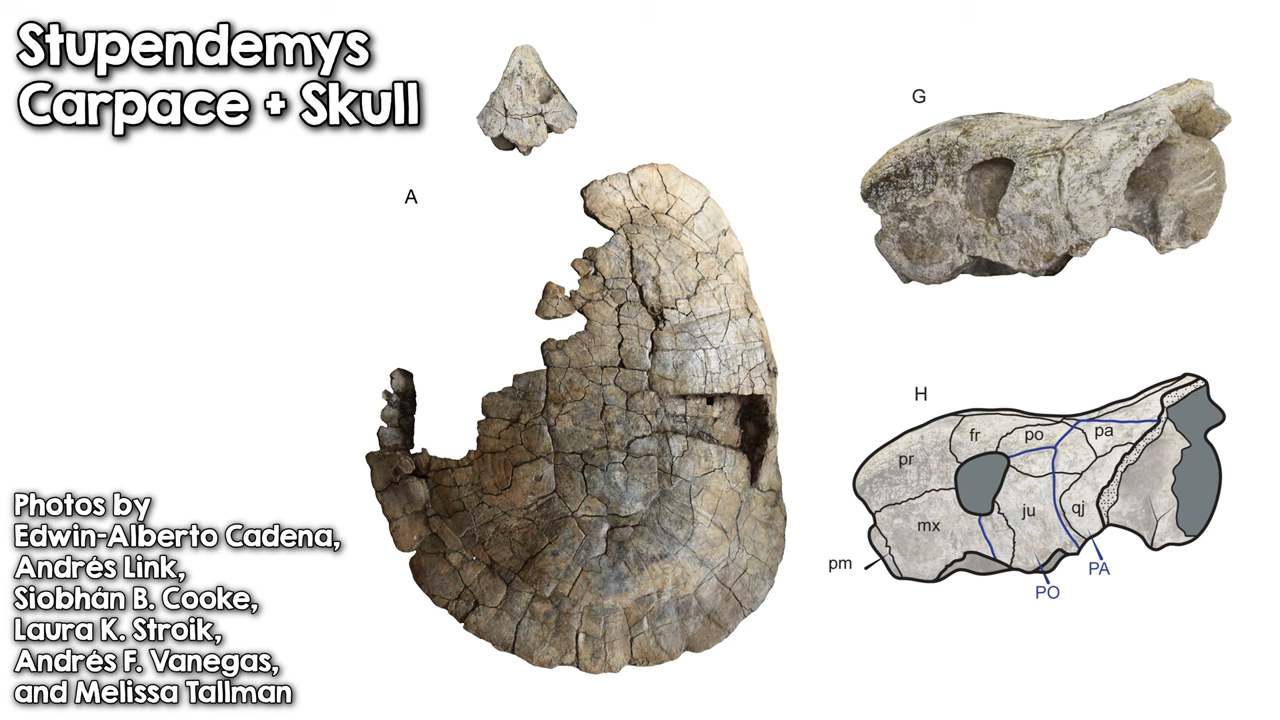 Stupendemys
Carpace + Skull
A
G
H
fr
po
pa
pr
mx
ju
qj
pm
PA
PO
Photos by
Edwin-Alberto Cadena,
Andrés Link,
Siobhán B. Cooke,
Laura K. Stroik,
Andrés F. Vanegas,
and Melissa Tallman